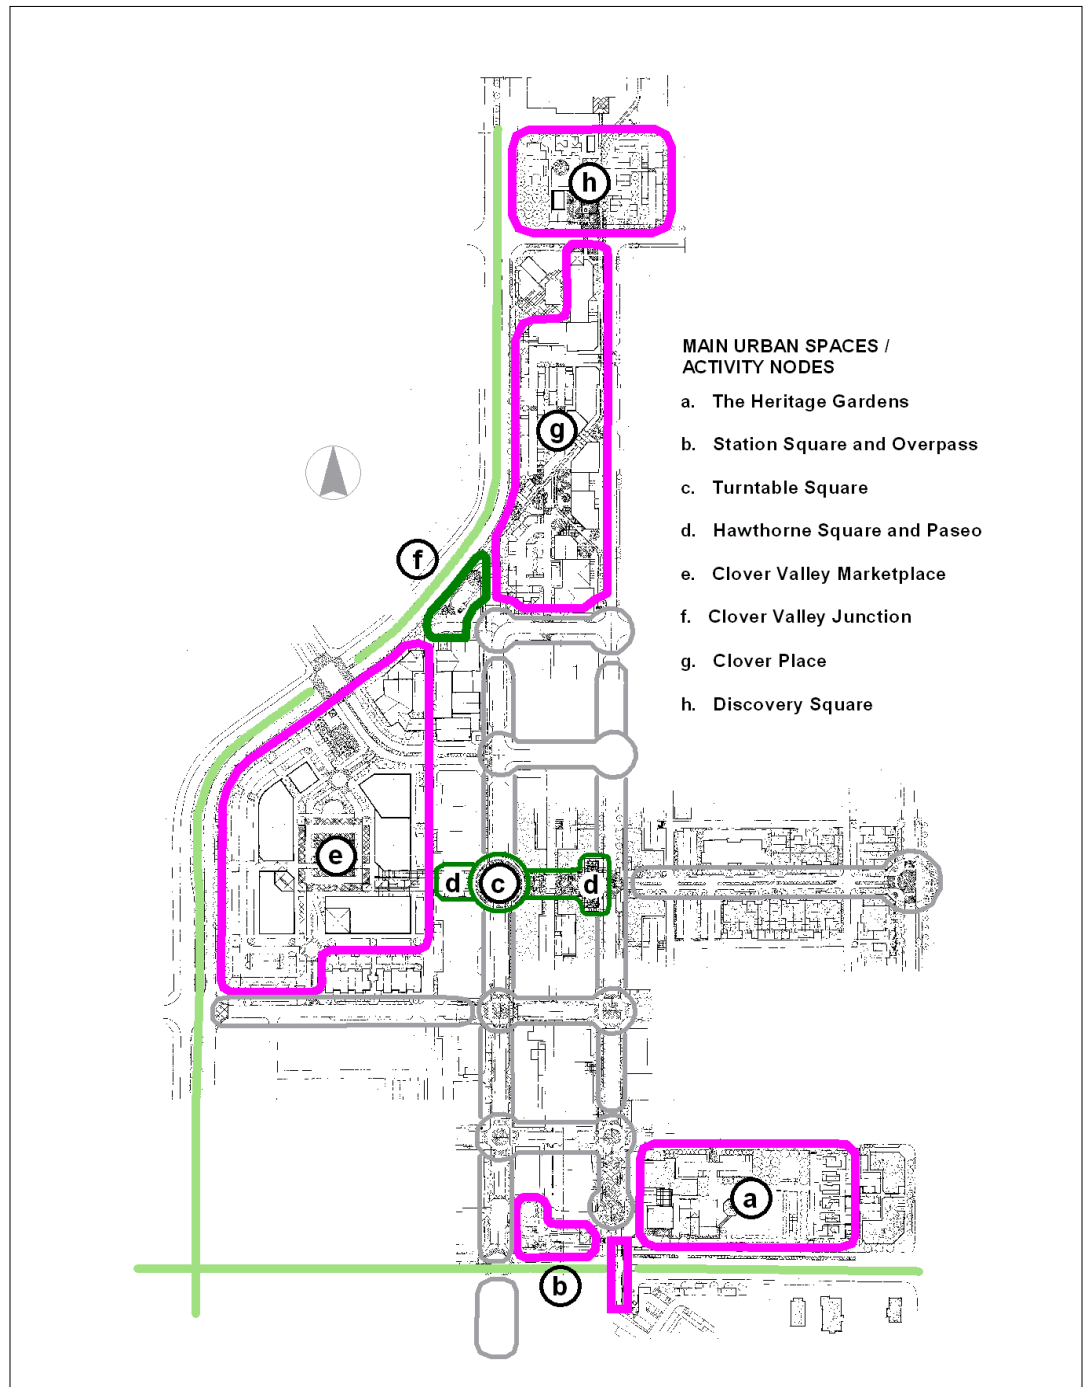 h
MAIN URBAN SPACES /
ACTIVITY NODES
a. The Heritage Gardens
b. Station Square and Overpass
c. Turntable Square
d. Hawthorne Square and Paseo
e. Clover Valley Marketplace
f. Clover Valley Junction
g. Clover Place
h. Discovery Square
g
f
e
d
c
d
a
b